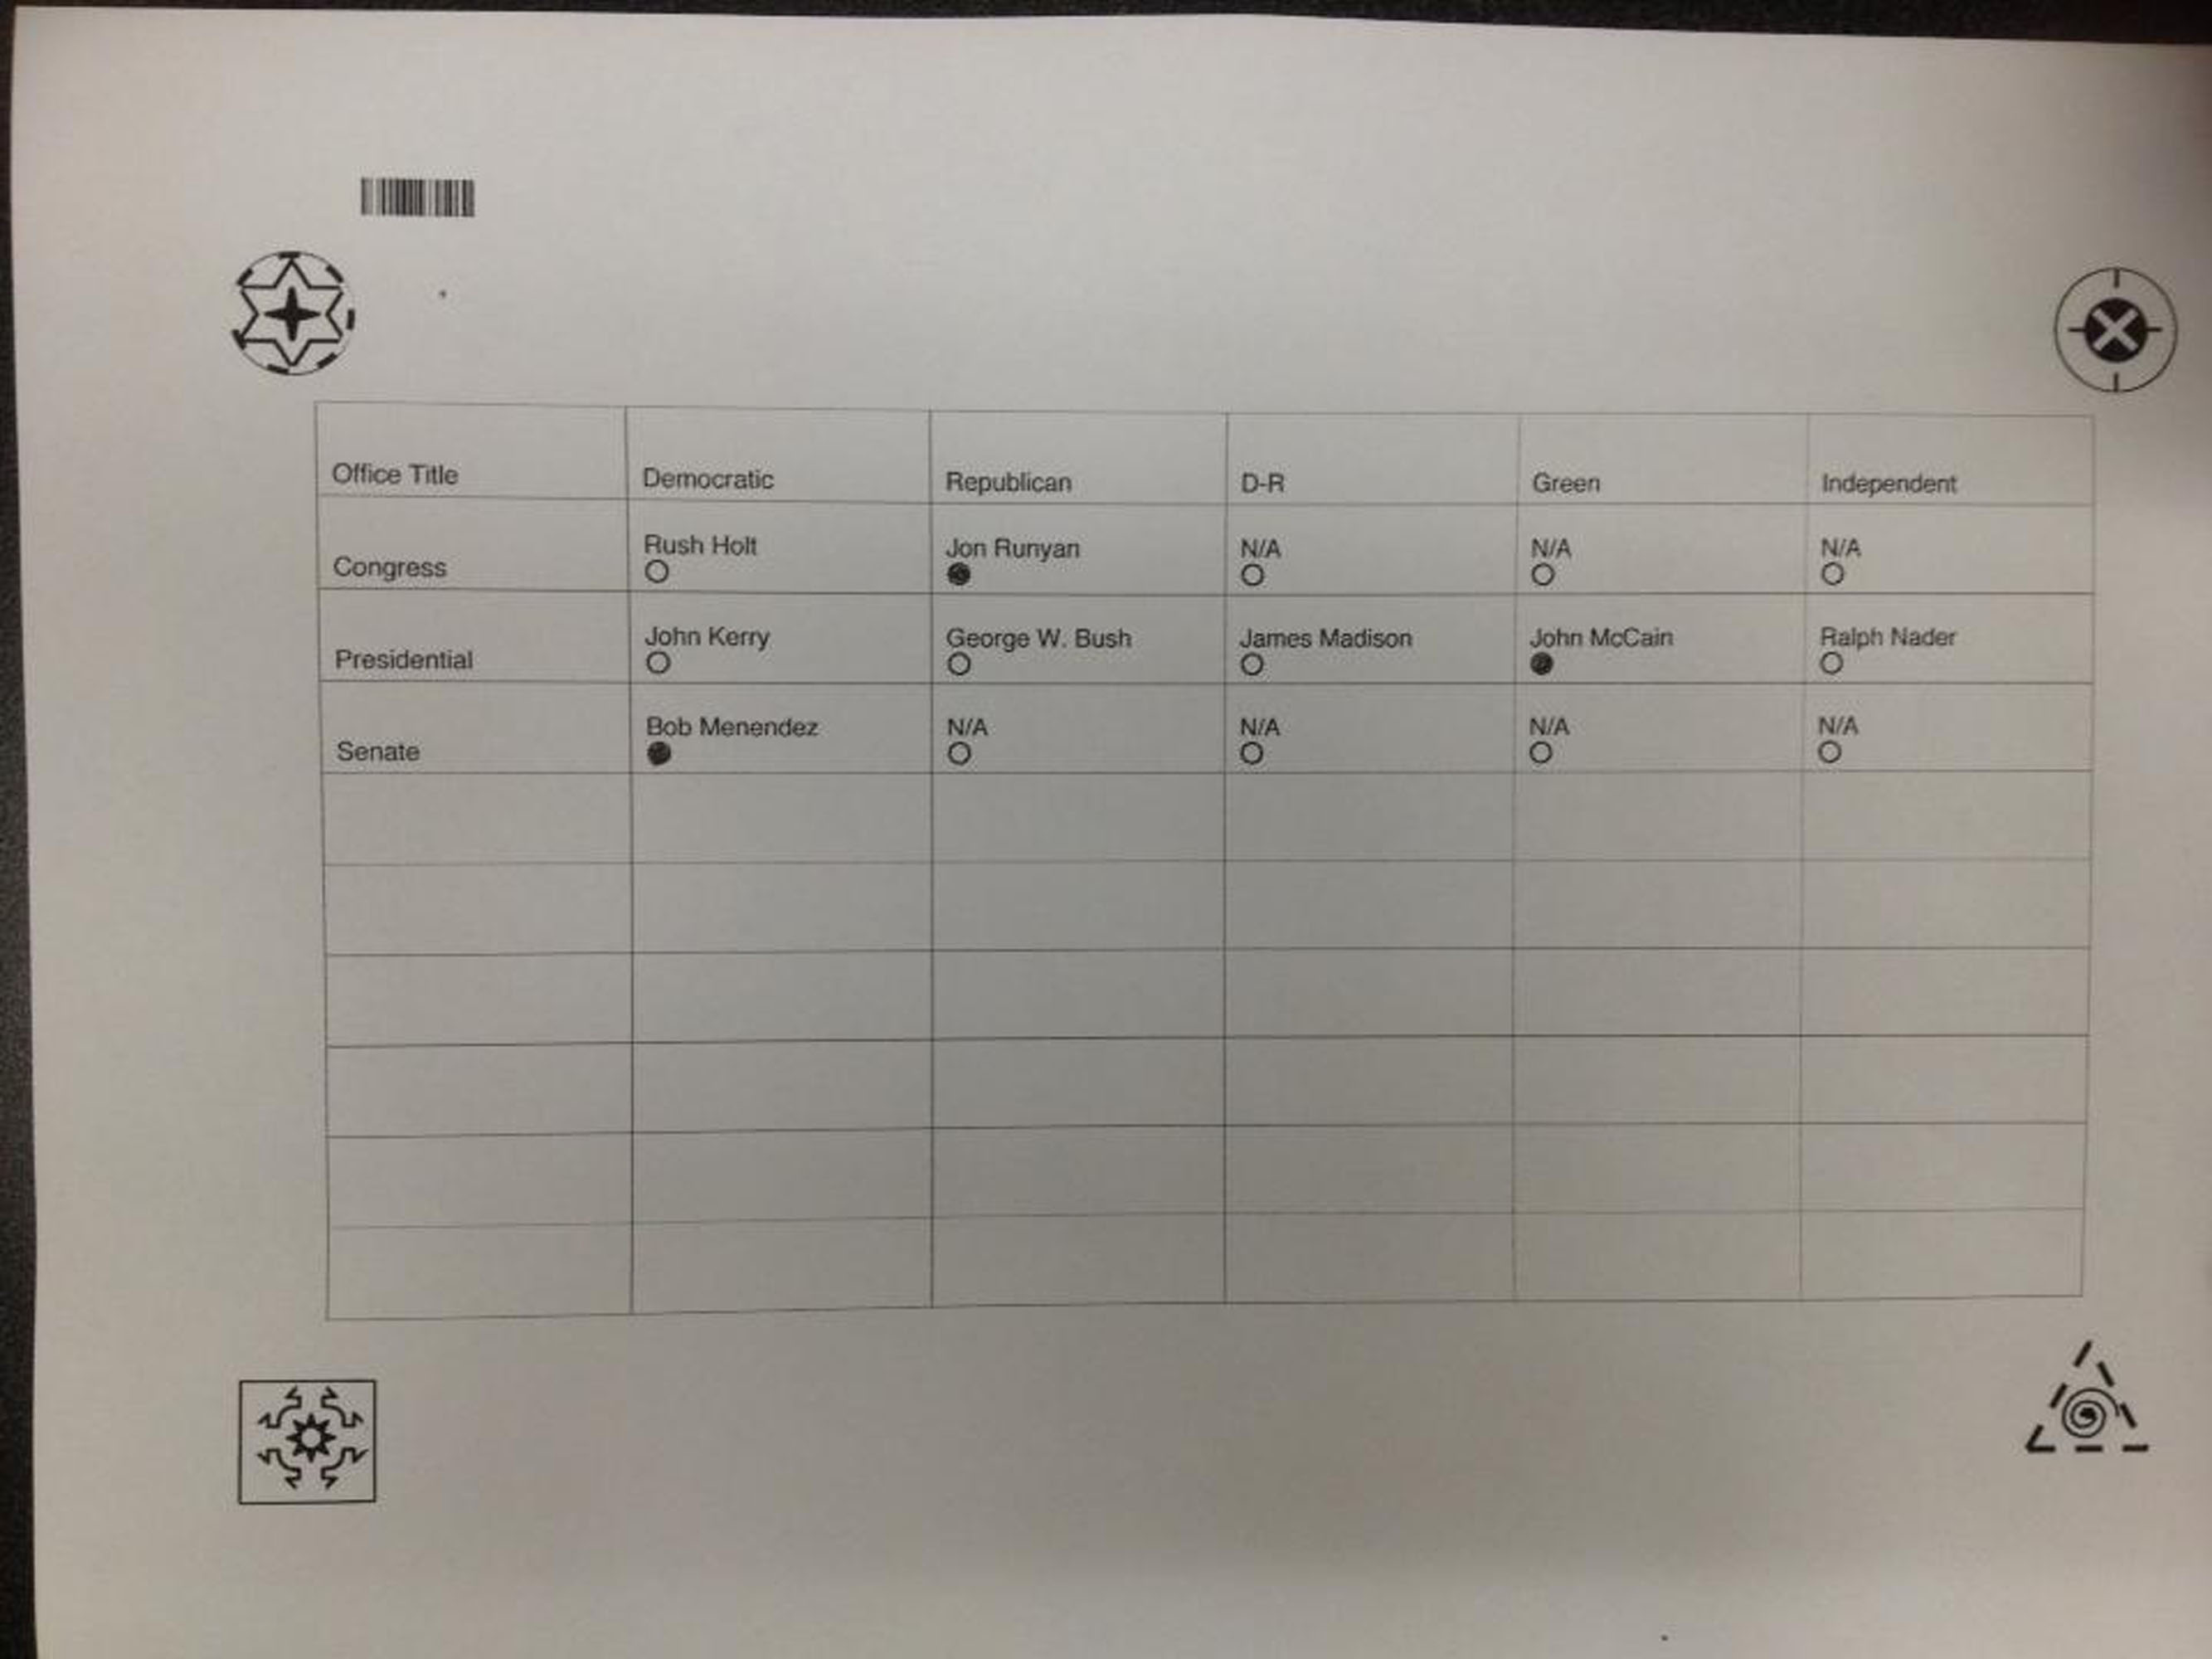 Office Title Democratic Republican D-R Green Independent
Rush Holt Jon Runyan N/A N/A N/A
Congress
John Kerry George W. Bush James Madison John McCain Ralph Nader
Presidential
Bob Menendez N/A N/A N/A N/A
Senate